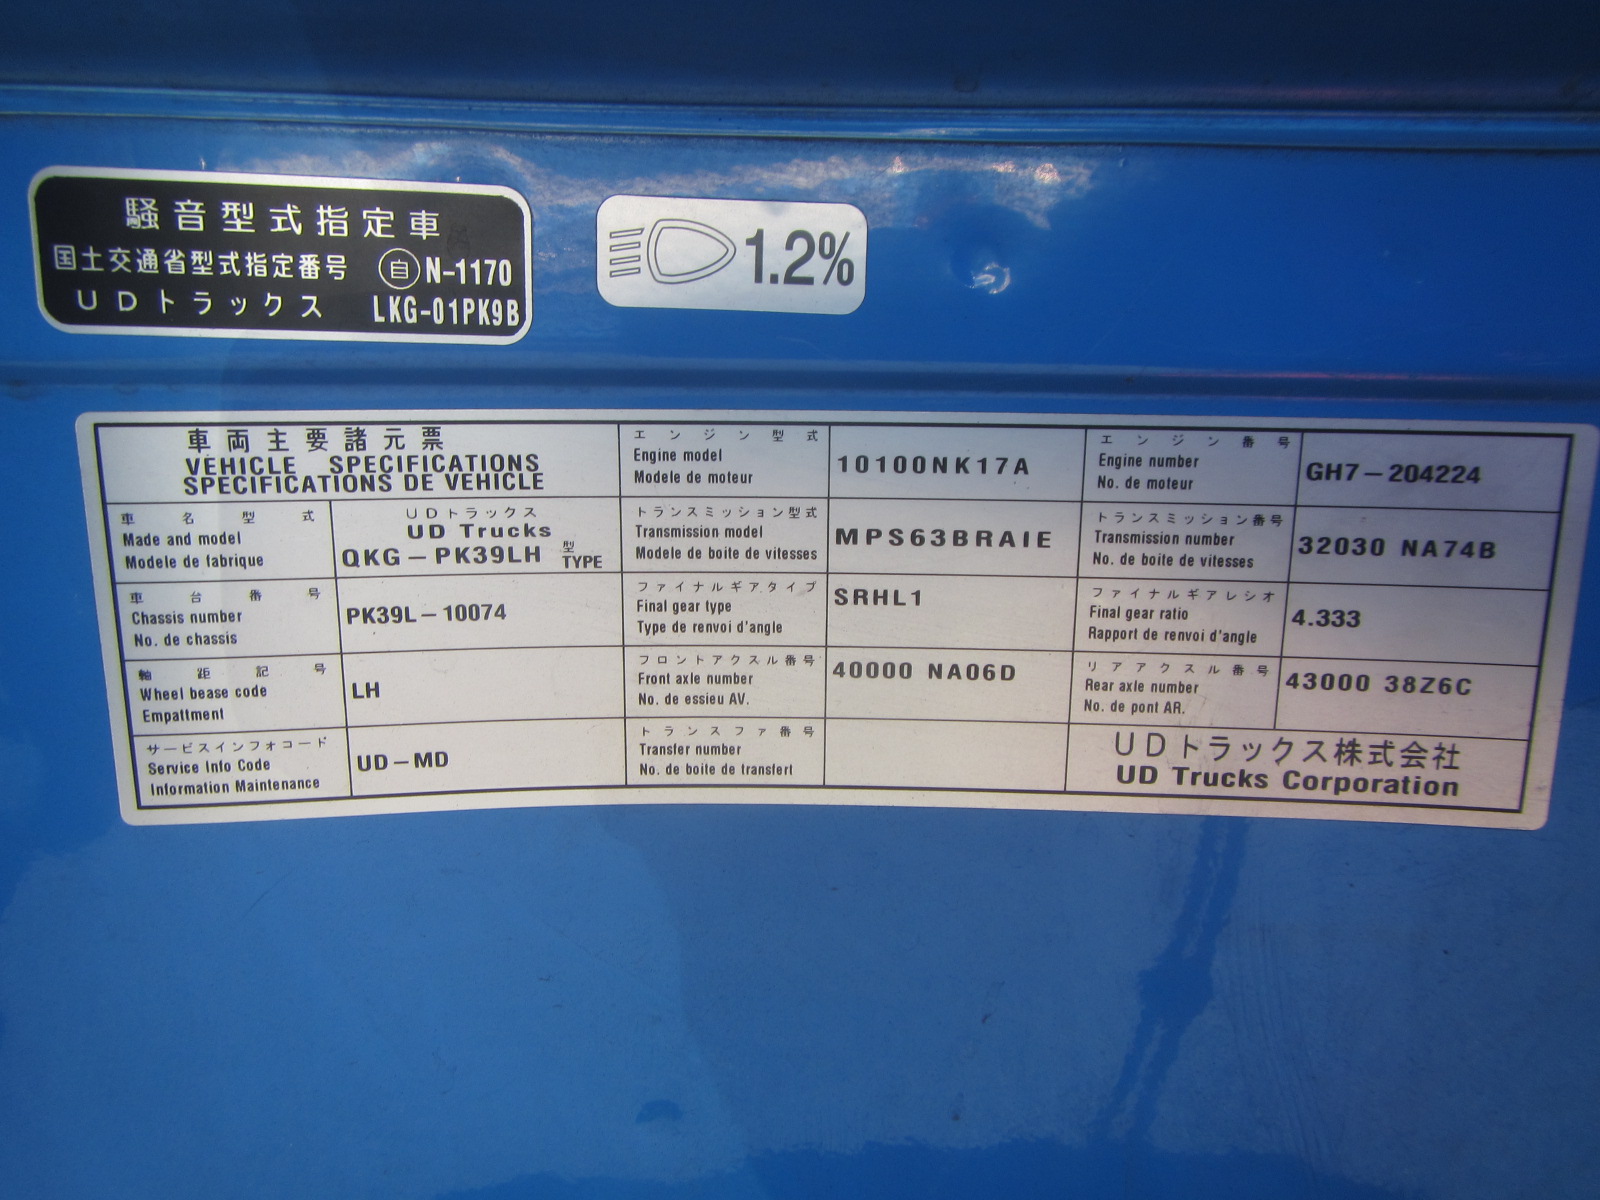 騒音型式指定車
国土交通省型式指定番号 自 N-1170
UDトラックス LKG-01PK9B
1.2%
車両主要諸元票
VEHICLE SPECIFICATIONS
SPECIFICATIONS DE VEHICLE
車名型式
Made and model
Modele de fabrique
UDトラックス
UD Trucks
QKG-PK39LH 型 TYPE
車台番号
Chassis number
No. de chassis
PK39L-10074
軸距記号
Wheel bease code
Empattment
LH
サービスインフォコード
Service Info Code
Information Maintenance
UD-MD
エンジン型式
Engine model
Modele de moteur
10100NK17A
トランスミッション型式
Transmission model
Modele de boite de vitesses
MPS63BRAIE
ファイナルギアタイプ
Final gear type
Type de renvoi d'angle
SRHL1
フロントアクスル番号
Front axle number
No. de essieu AV.
40000 NA06D
トランスファ番号
Transfer number
No. de boite de transfert
エンジン番号
Engine number
No. de moteur
GH7-204224
トランスミッション番号
Transmission number
No. de boite de vitesses
32030 NA74B
ファイナルギアレシオ
Final gear ratio
Rapport de renvoi d'angle
4.333
リアアクスル番号
Rear axle number
No. de pont AR.
43000 38Z6C
UDトラックス株式会社
UD Trucks Corporation